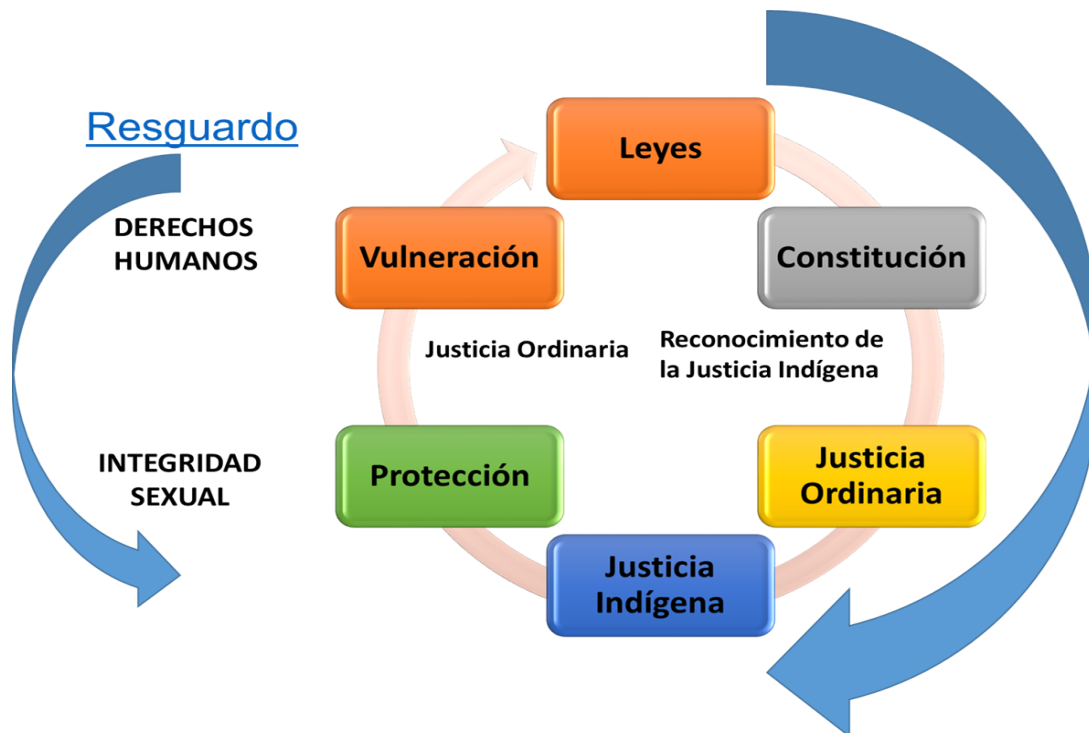 Resguardo
DERECHOS
HUMANOS
INTEGRIDAD
SEXUAL
Leyes
Constitución
Justicia
Ordinaria
Justicia
Indígena
Protección
Vulneración
Justicia Ordinaria
Reconocimiento de
la Justicia Indígena